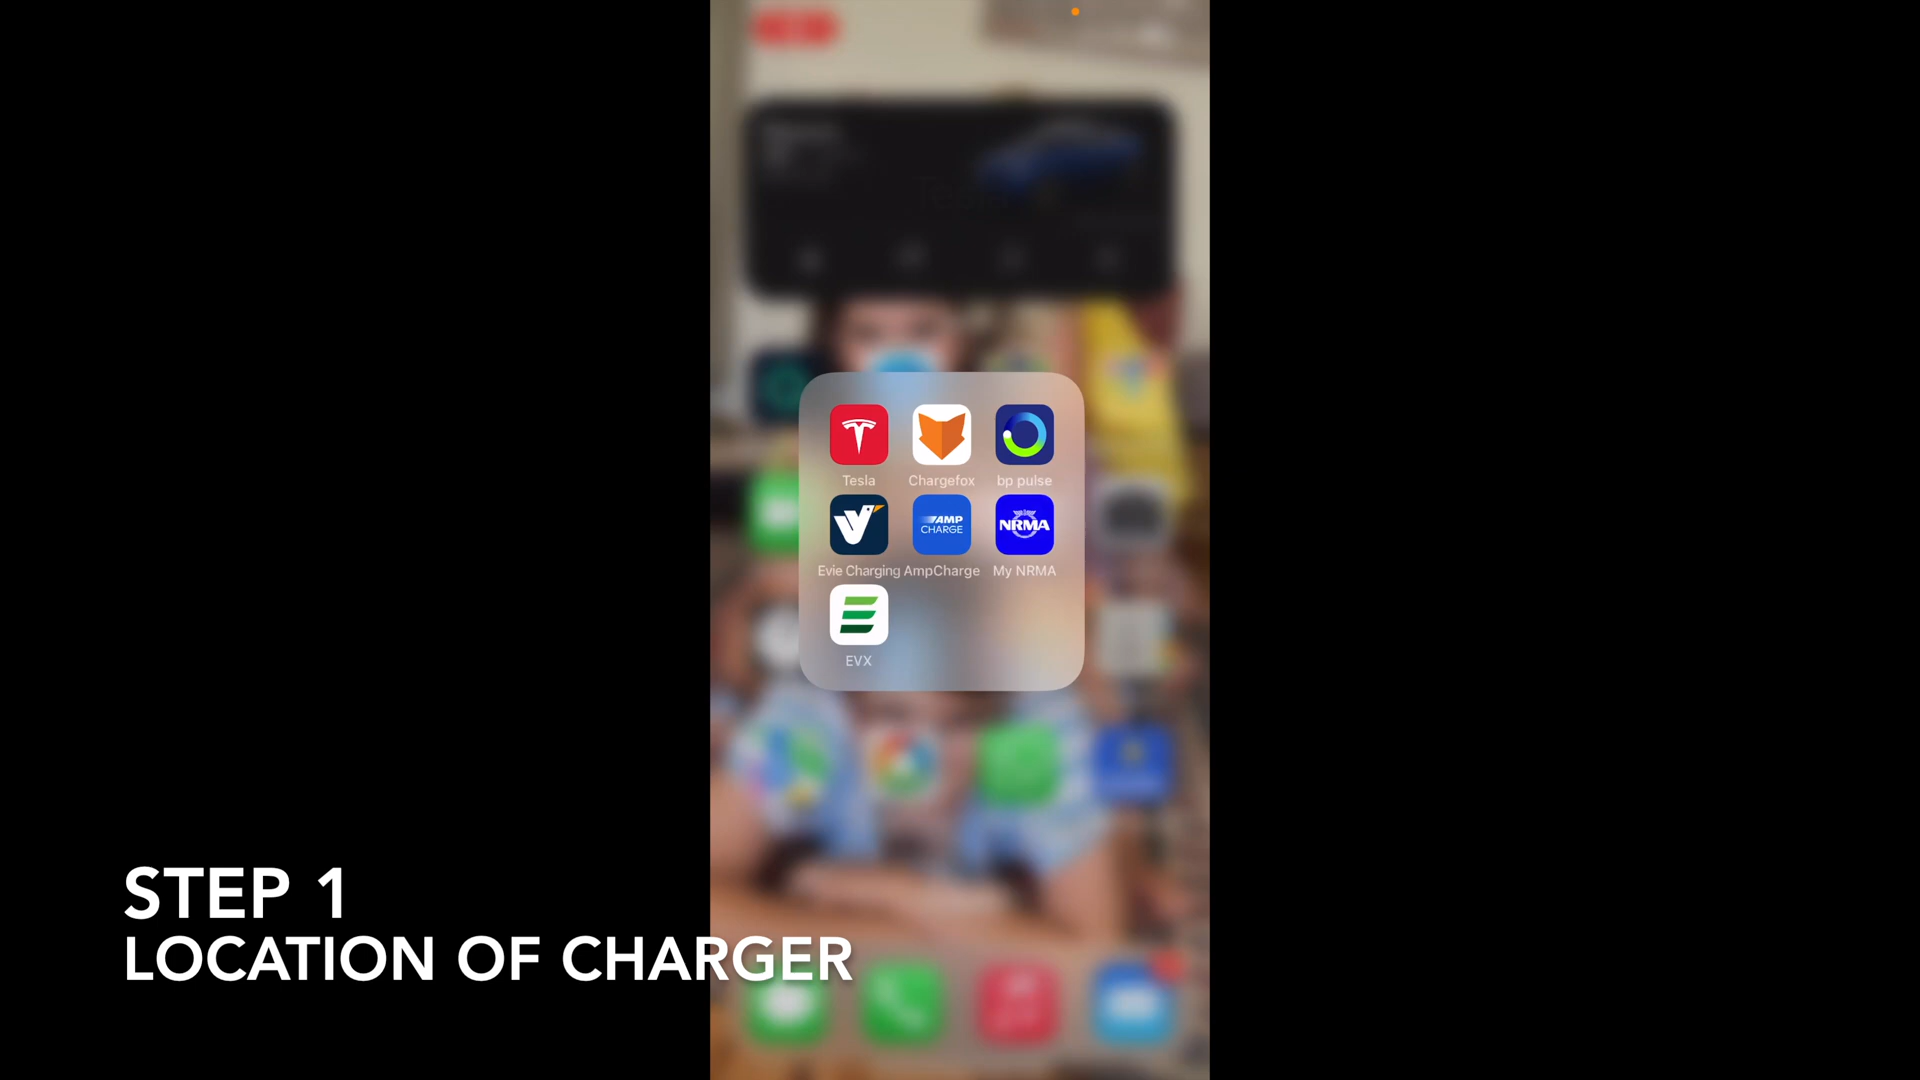 Tesla
Chargefox
bp pulse
AMP
CHARGE
NRMA
Evie Charging
AmpCharge
My NRMA
EVX
STEP 1
LOCATION OF CHARGER